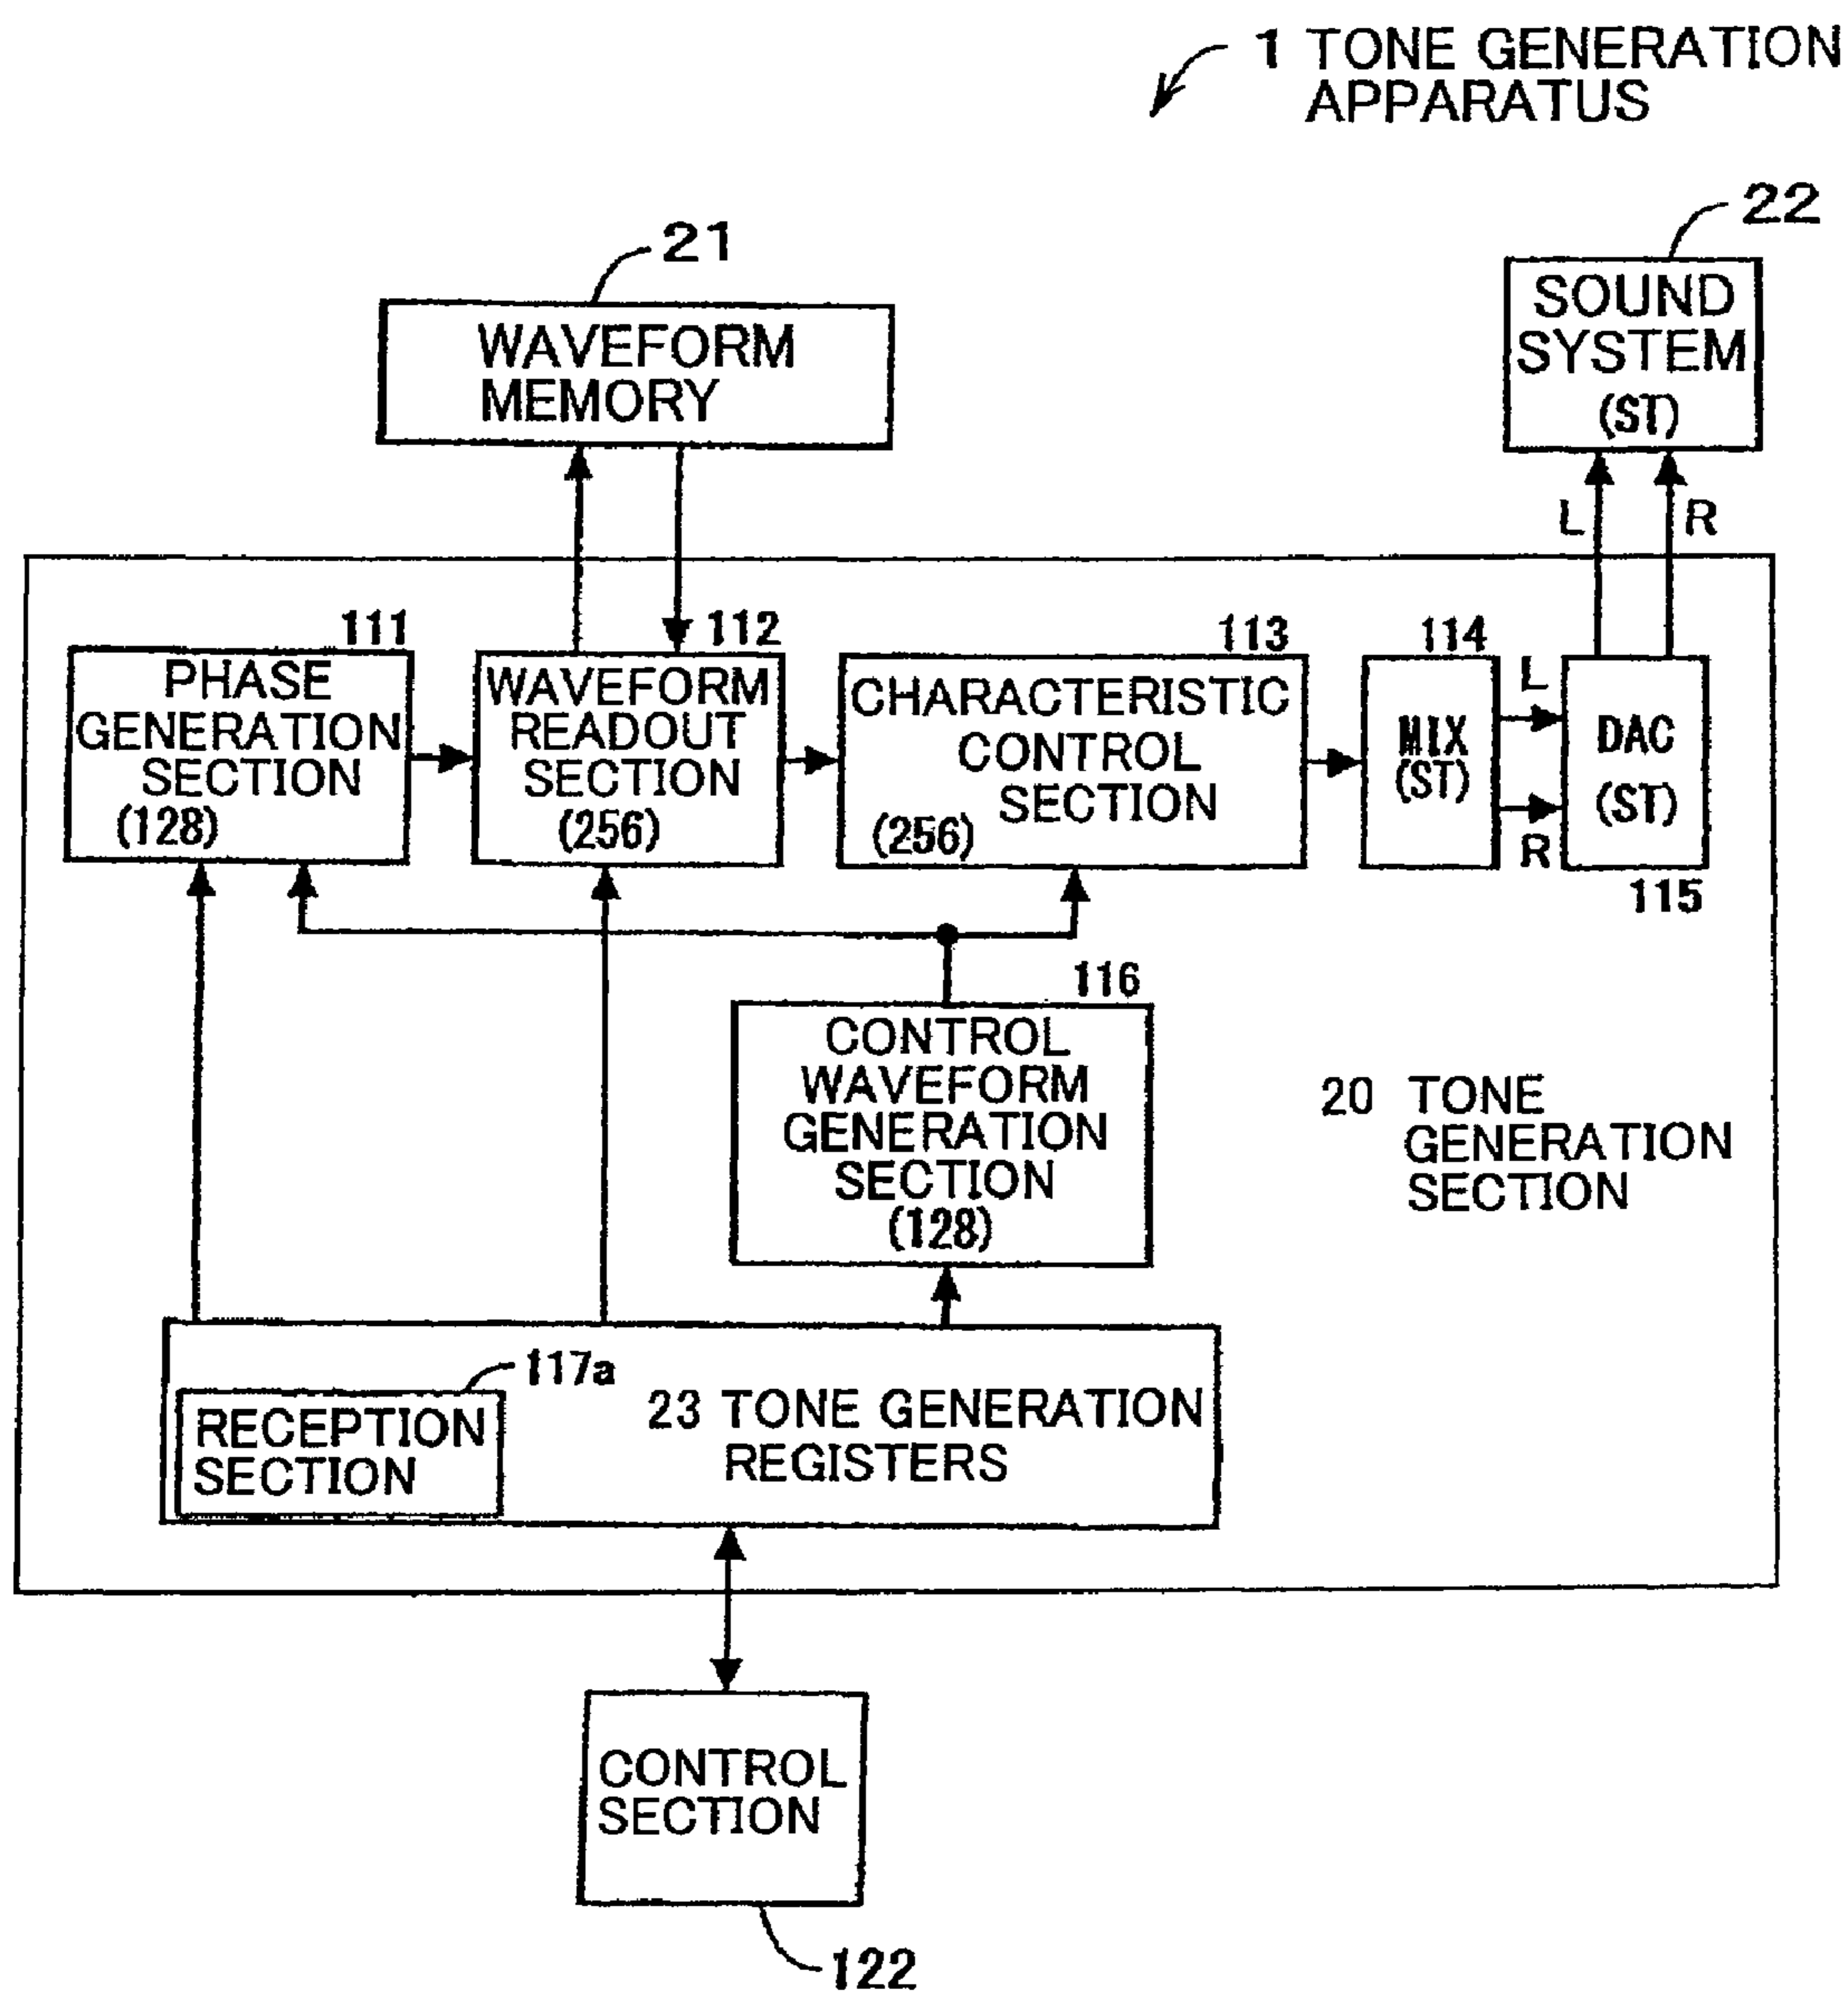 1 TONE GENERATION
APPARATUS
22
21
SOUND
SYSTEM
(ST)
WAVEFORM
MEMORY
L
R
111
112
113
114
PHASE
GENERATION
SECTION
(128)
WAVEFORM
READOUT
SECTION
(256)
CHARACTERISTIC
CONTROL
SECTION
(256)
MIX
(ST)
L
R
DAC
(ST)
115
116
CONTROL
WAVEFORM
GENERATION
SECTION
(128)
20 TONE
GENERATION
SECTION
117a
RECEPTION
SECTION
23 TONE GENERATION
REGISTERS
CONTROL
SECTION
122